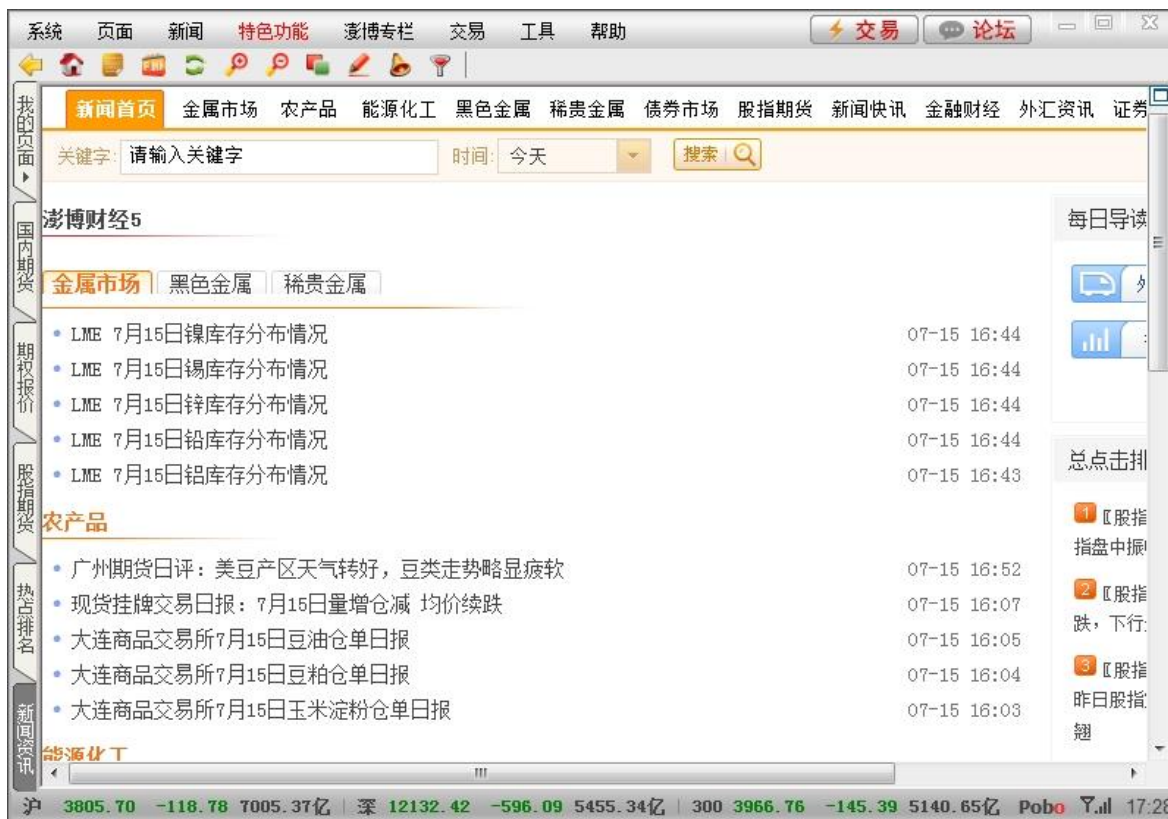 系统 页面 新闻 特色功能 澎博专栏 交易 工具 帮助 交易 论坛
我的页面
国内期货
期权报价
股指期货
热点排名
新闻资讯
新闻首页 金属市场 农产品 能源化工 黑色金属 稀贵金属 债券市场 股指期货 新闻快讯 金融财经 外汇资讯 证券
关键字: 请输入关键字 时间: 今天 搜索
澎博财经5
金属市场 黑色金属 稀贵金属
LME 7月15日镍库存分布情况 07-15 16:44
LME 7月15日锡库存分布情况 07-15 16:44
LME 7月15日锌库存分布情况 07-15 16:44
LME 7月15日铅库存分布情况 07-15 16:44
LME 7月15日铝库存分布情况 07-15 16:43
农产品
广州期货日评：美豆产区天气转好，豆类走势略显疲软 07-15 16:52
现货挂牌交易日报：7月15日量增仓减 均价续跌 07-15 16:07
大连商品交易所7月15日豆油仓单日报 07-15 16:05
大连商品交易所7月15日豆粕仓单日报 07-15 16:04
大连商品交易所7月15日玉米淀粉仓单日报 07-15 16:03
能源化工
每日导读
总点击排
1 〖股指
指盘中振
2 〖股指
跌，下行
3 〖股指
昨日股指
翘
沪 3805.70 -118.78 7005.37亿 深 12132.42 -596.09 5455.34亿 300 3966.76 -145.39 5140.65亿 Pobo 17:28